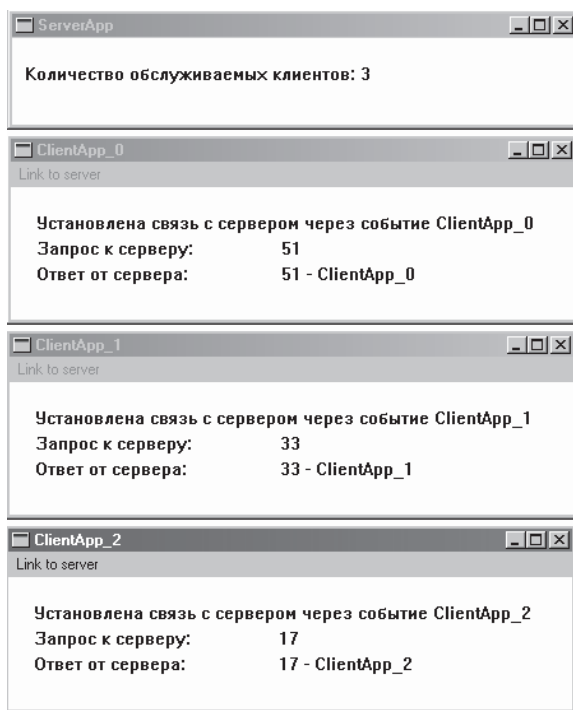 ServerApp
Количество обслуживаемых клиентов: 3
ClientApp_0
Link to server
Установлена связь с сервером через событие ClientApp_0
Запрос к серверу: 51
Ответ от сервера: 51 - ClientApp_0
ClientApp_1
Link to server
Установлена связь с сервером через событие ClientApp_1
Запрос к серверу: 33
Ответ от сервера: 33 - ClientApp_1
ClientApp_2
Link to server
Установлена связь с сервером через событие ClientApp_2
Запрос к серверу: 17
Ответ от сервера: 17 - ClientApp_2